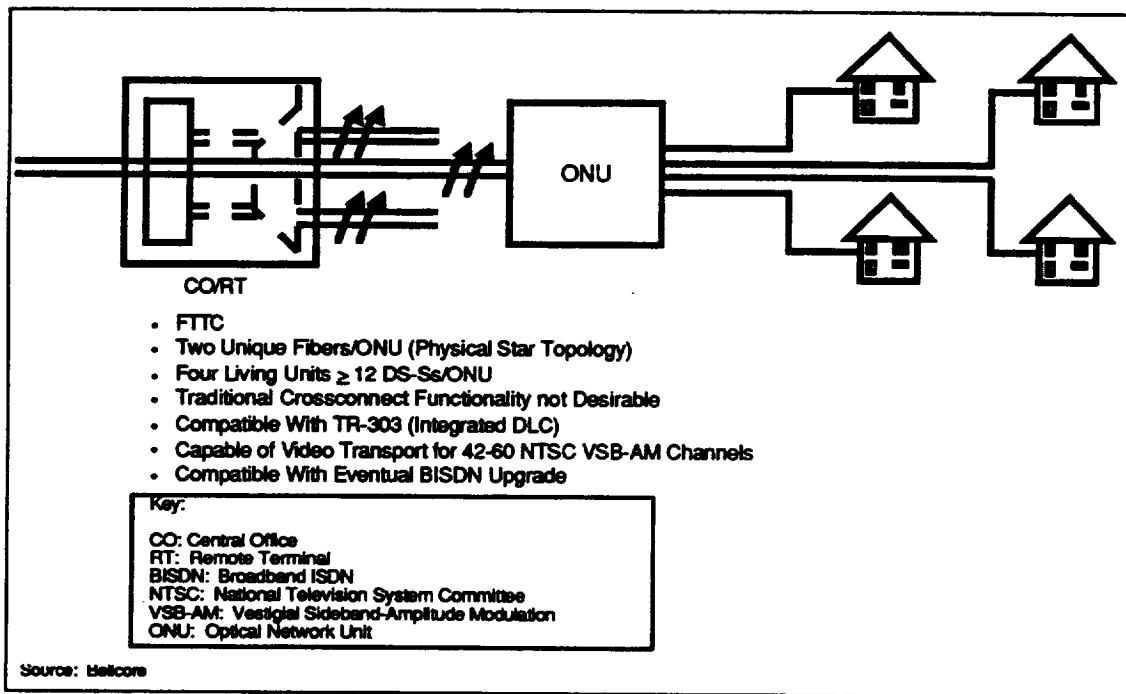 ONU
CO/RT
• FTTC
• Two Unique Fibers/ONU (Physical Star Topology)
• Four Living Units ≥ 12 DS-Ss/ONU
• Traditional Crossconnect Functionality not Desirable
• Compatible With TR-303 (Integrated DLC)
• Capable of Video Transport for 42-60 NTSC VSB-AM Channels
• Compatible With Eventual BISDN Upgrade
Key:
CO: Central Office
RT: Remote Terminal
BISDN: Broadband ISDN
NTSC: National Television System Committee
VSB-AM: Vestigial Sideband-Amplitude Modulation
ONU: Optical Network Unit
Source: Bellcore